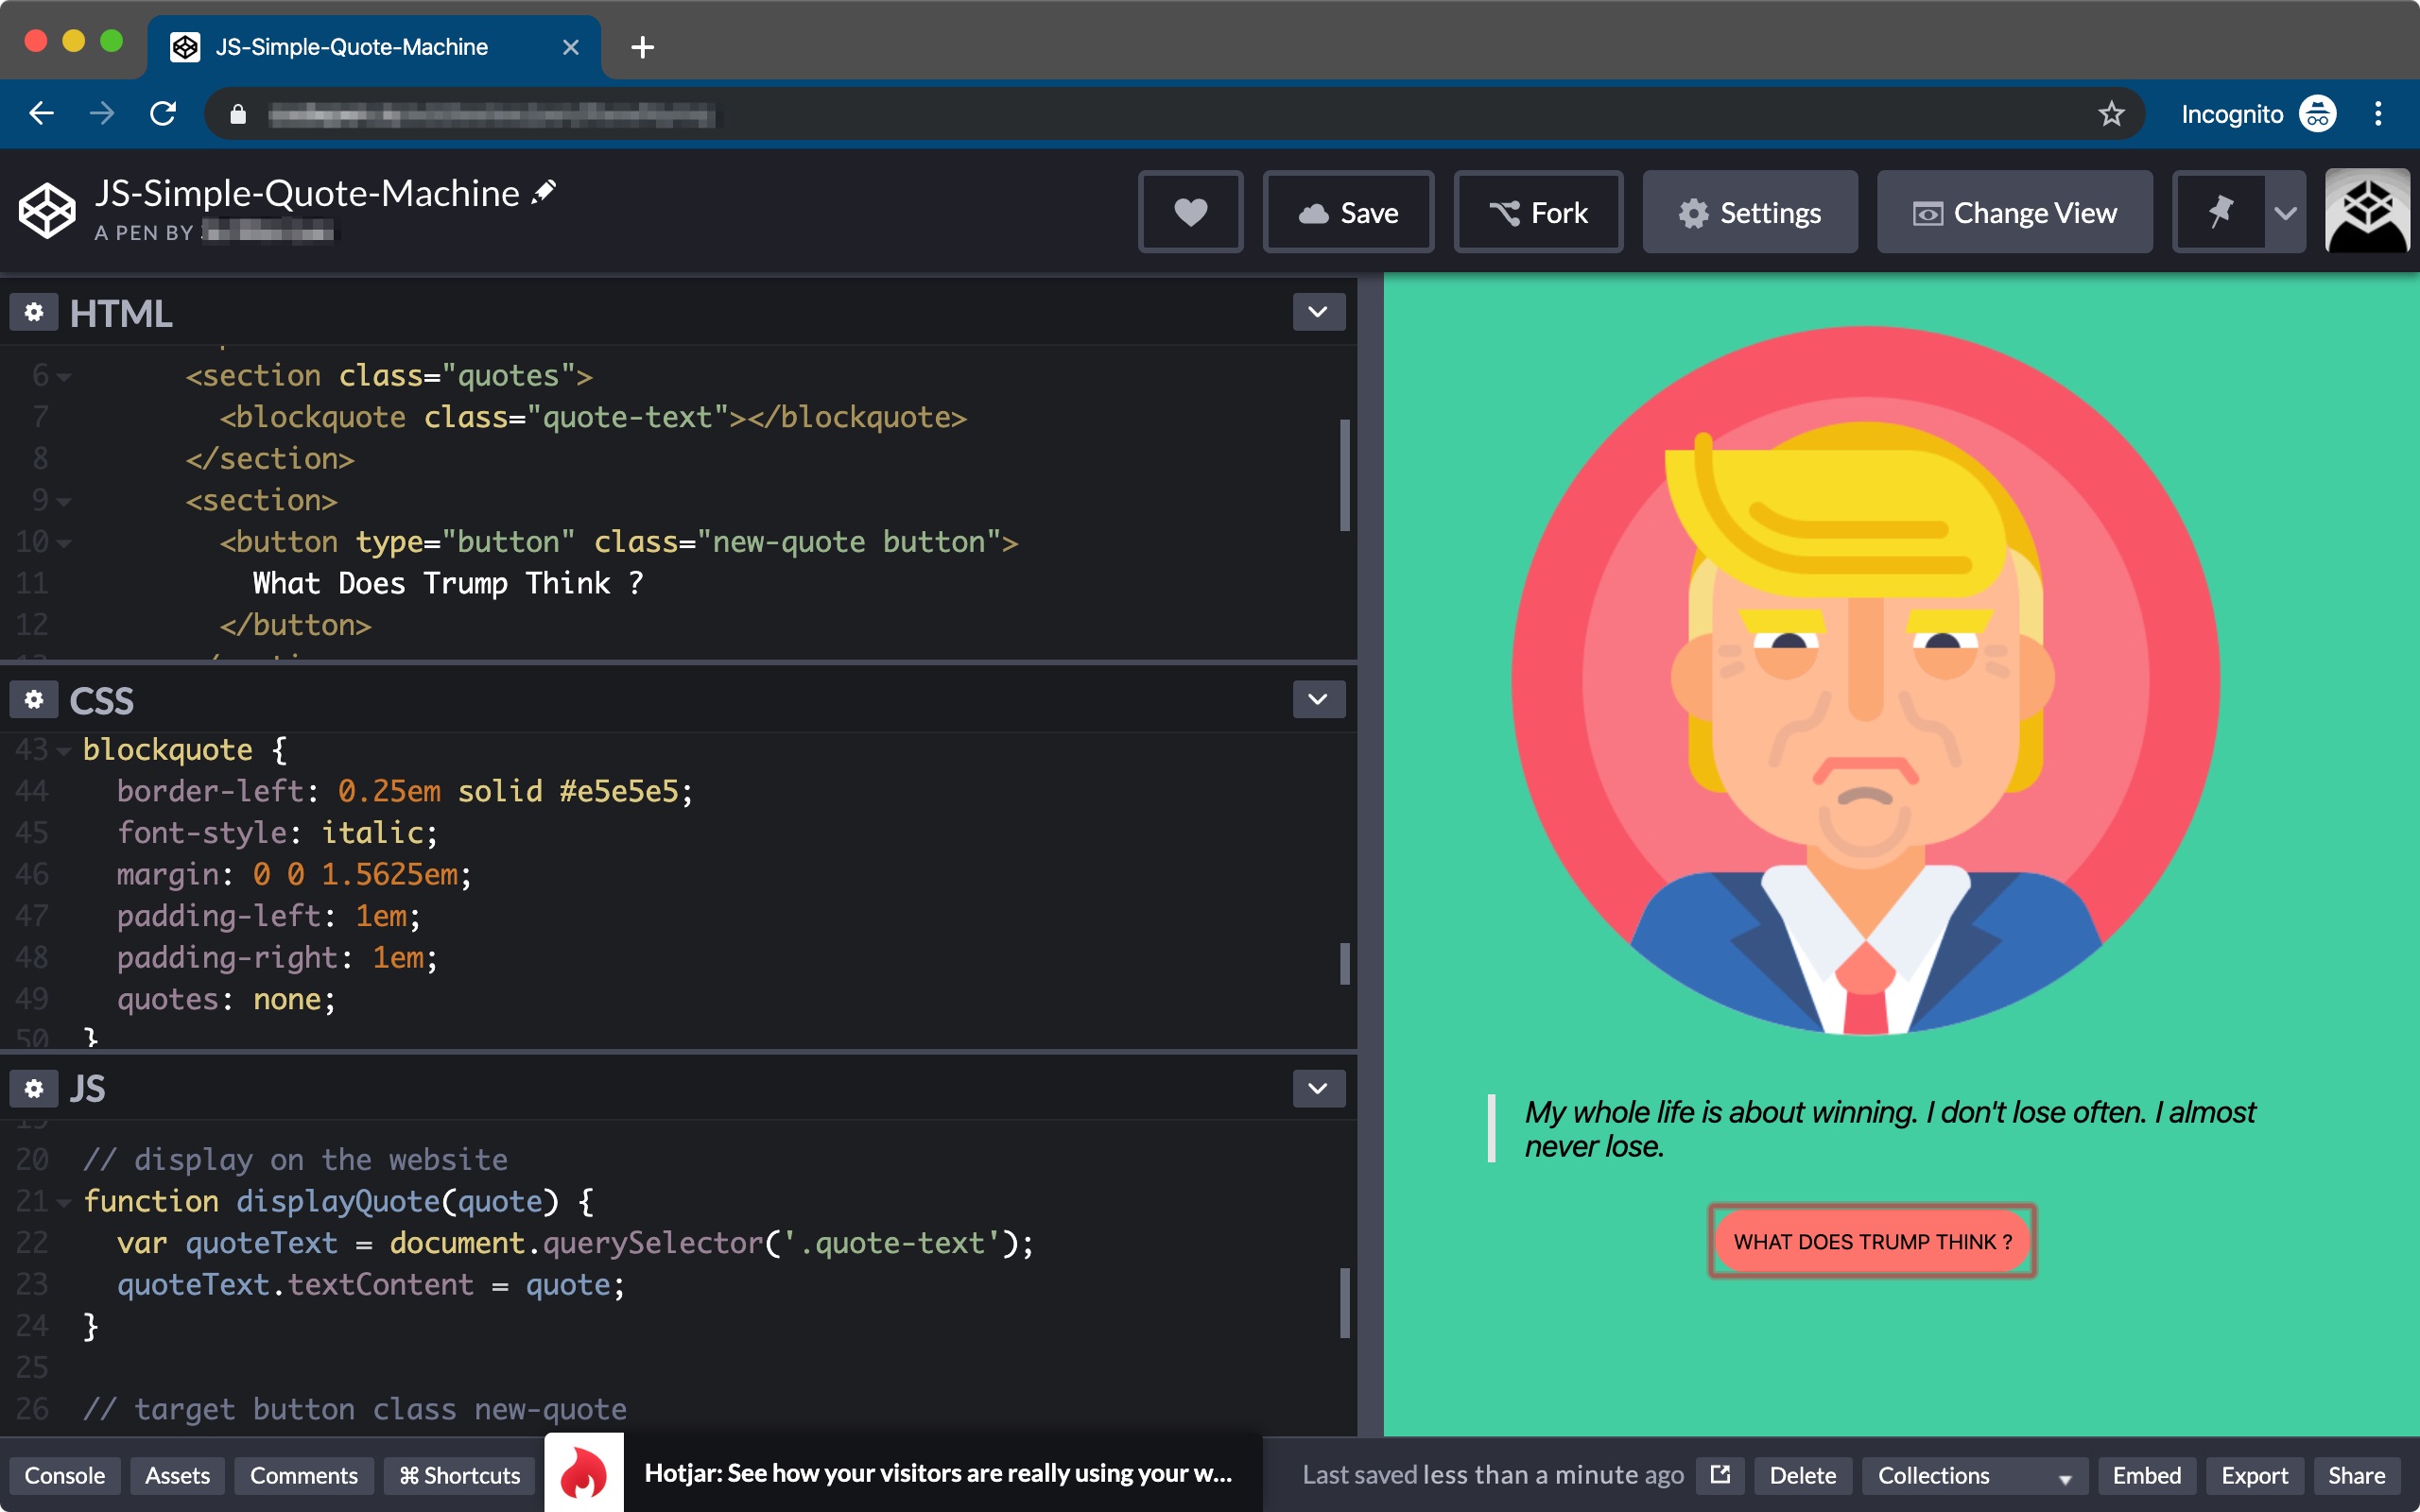 JS-Simple-Quote-Machine
Incognito
JS-Simple-Quote-Machine
A PEN BY
Save
Fork
Settings
Change View
HTML
6 <section class="quotes">
7 <blockquote class="quote-text"></blockquote>
8 </section>
9 <section>
10 <button type="button" class="new-quote button">
11 What Does Trump Think ?
12 </button>
CSS
43 blockquote {
44 border-left: 0.25em solid #e5e5e5;
45 font-style: italic;
46 margin: 0 0 1.5625em;
47 padding-left: 1em;
48 padding-right: 1em;
49 quotes: none;
50 }
JS
20 // display on the website
21 function displayQuote(quote) {
22 var quoteText = document.querySelector('.quote-text');
23 quoteText.textContent = quote;
24 }
25
26 // target button class new-quote
My whole life is about winning. I don't lose often. I almost
never lose.
WHAT DOES TRUMP THINK ?
Console
Assets
Comments
⌘ Shortcuts
Hotjar: See how your visitors are really using your w...
Last saved less than a minute ago
Delete
Collections
Embed
Export
Share